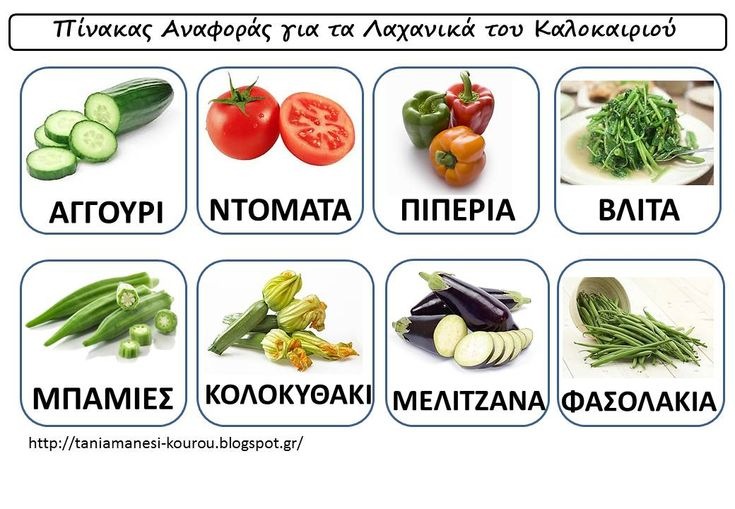 Πίνακας Αναφοράς για τα Λαχανικά του Καλοκαιριού
ΑΓΓΟΥΡΙ
ΝΤΟΜΑΤΑ
ΠΙΠΕΡΙΑ
ΒΛΙΤΑ
ΜΠΑΜΙΕΣ
ΚΟΛΟΚΥΘΑΚΙ
ΜΕΛΙΤΖΑΝΑ
ΦΑΣΟΛΑΚΙΑ
http://taniamanesi-kourou.blogspot.gr/